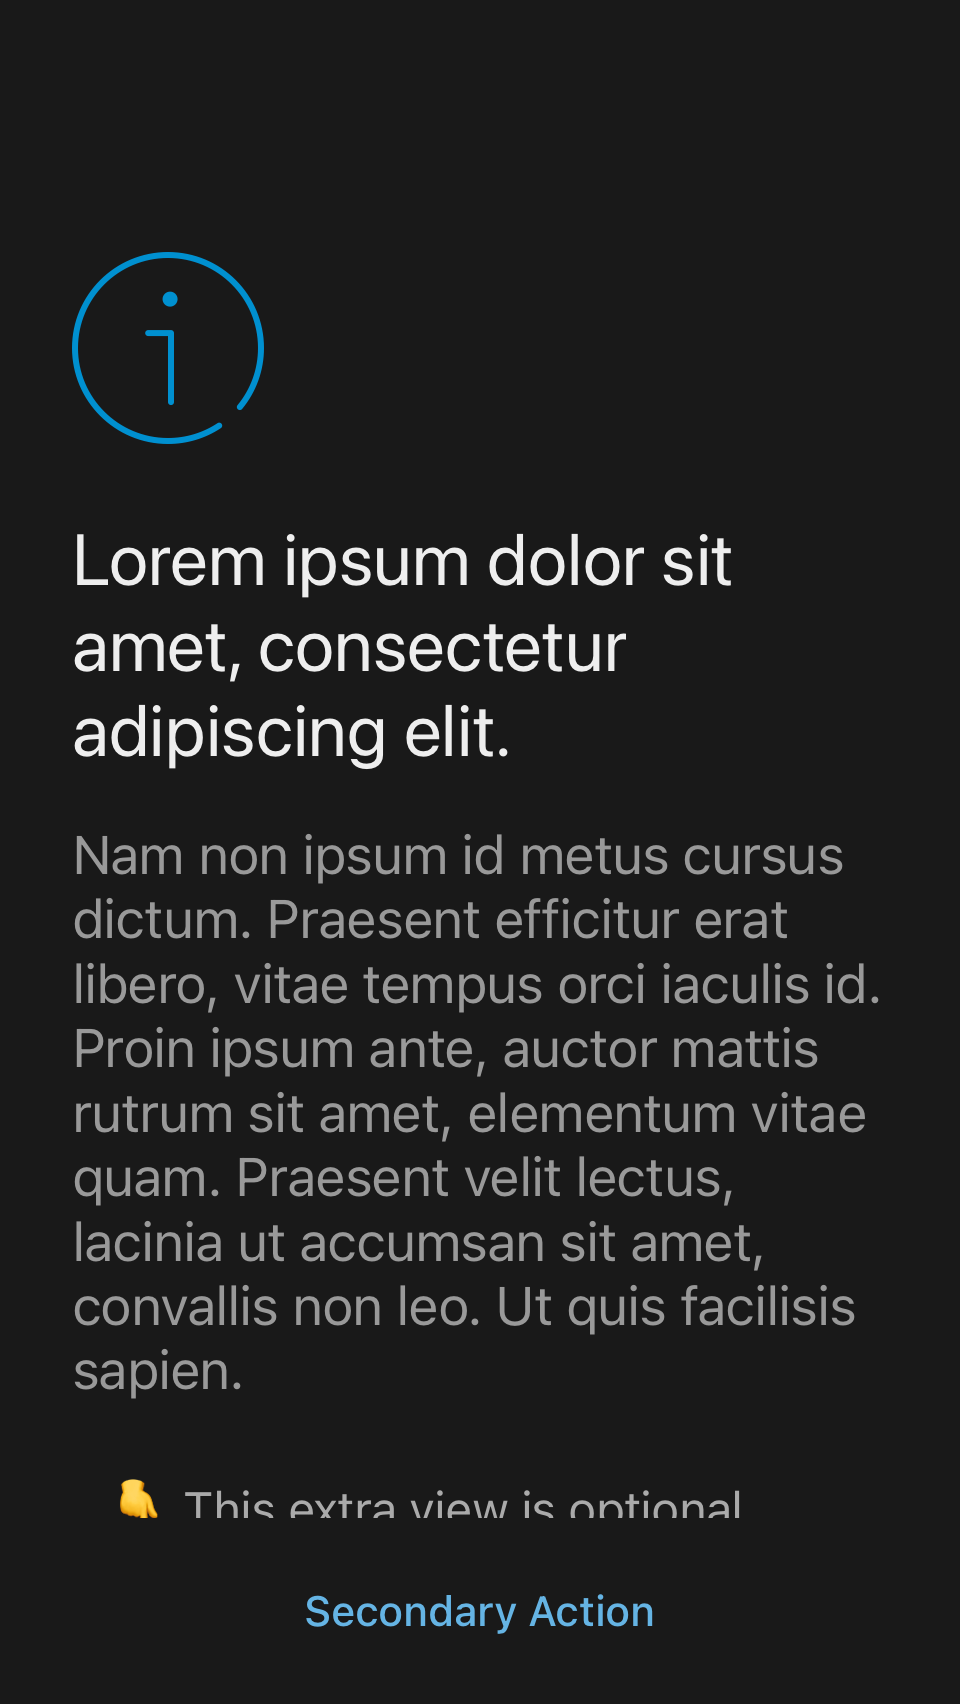 Lorem ipsum dolor sit
amet, consectetur
adipiscing elit.
Nam non ipsum id metus cursus
dictum. Praesent efficitur erat
libero, vitae tempus orci iaculis id.
Proin ipsum ante, auctor mattis
rutrum sit amet, elementum vitae
quam. Praesent velit lectus,
lacinia ut accumsan sit amet,
convallis non leo. Ut quis facilisis
sapien.
👇 This extra view is optional
Secondary Action